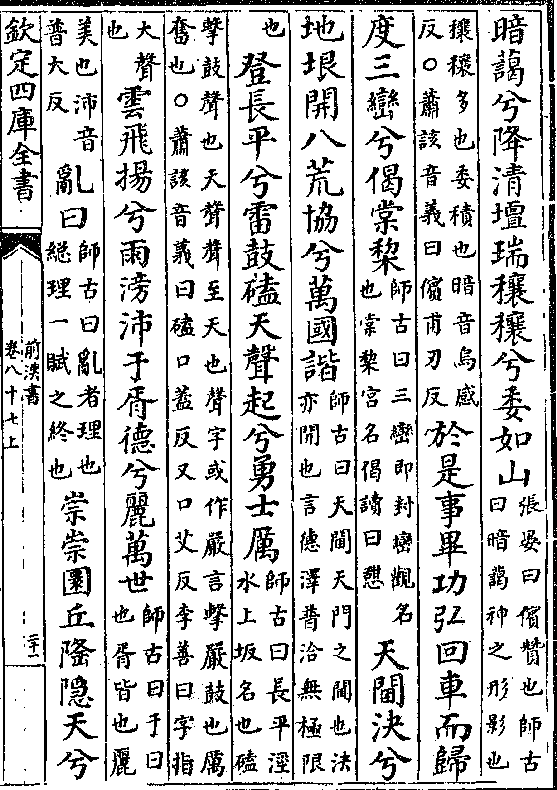 暗藹兮降清壇瑞穰穰兮委如山張晏曰儐贊也師古曰暗藹神之形影也
穰穰多也委積也暗音烏感反○蕭該音義曰儐甫刃反於是事畢功弘回車而歸
度三巒兮偈棠黎師古曰三巒即封巒觀名也棠黎宮名偈讀曰憩天閫決兮
地垠開八荒協兮萬國諧師古曰天閫天門之閫也決亦開也言德澤普洽無極限
也登長平兮雷鼓磕天聲起兮勇士厲師古曰長平涇水上坂名也磕
擊鼓聲也天聲聲至天也聲字或作嚴言擊嚴鼓也厲奮也○蕭該音義曰磕口蓋反又口艾反李善曰字指
大聲也雲飛揚兮雨滂沛于胥德兮麗萬世師古曰于曰也胥皆也麗
美也沛音普大反亂曰師古曰亂者理也總理一賦之終也崇崇圜丘隆隱天兮
欽定四庫全書
前漢書
卷八十七上
二十一